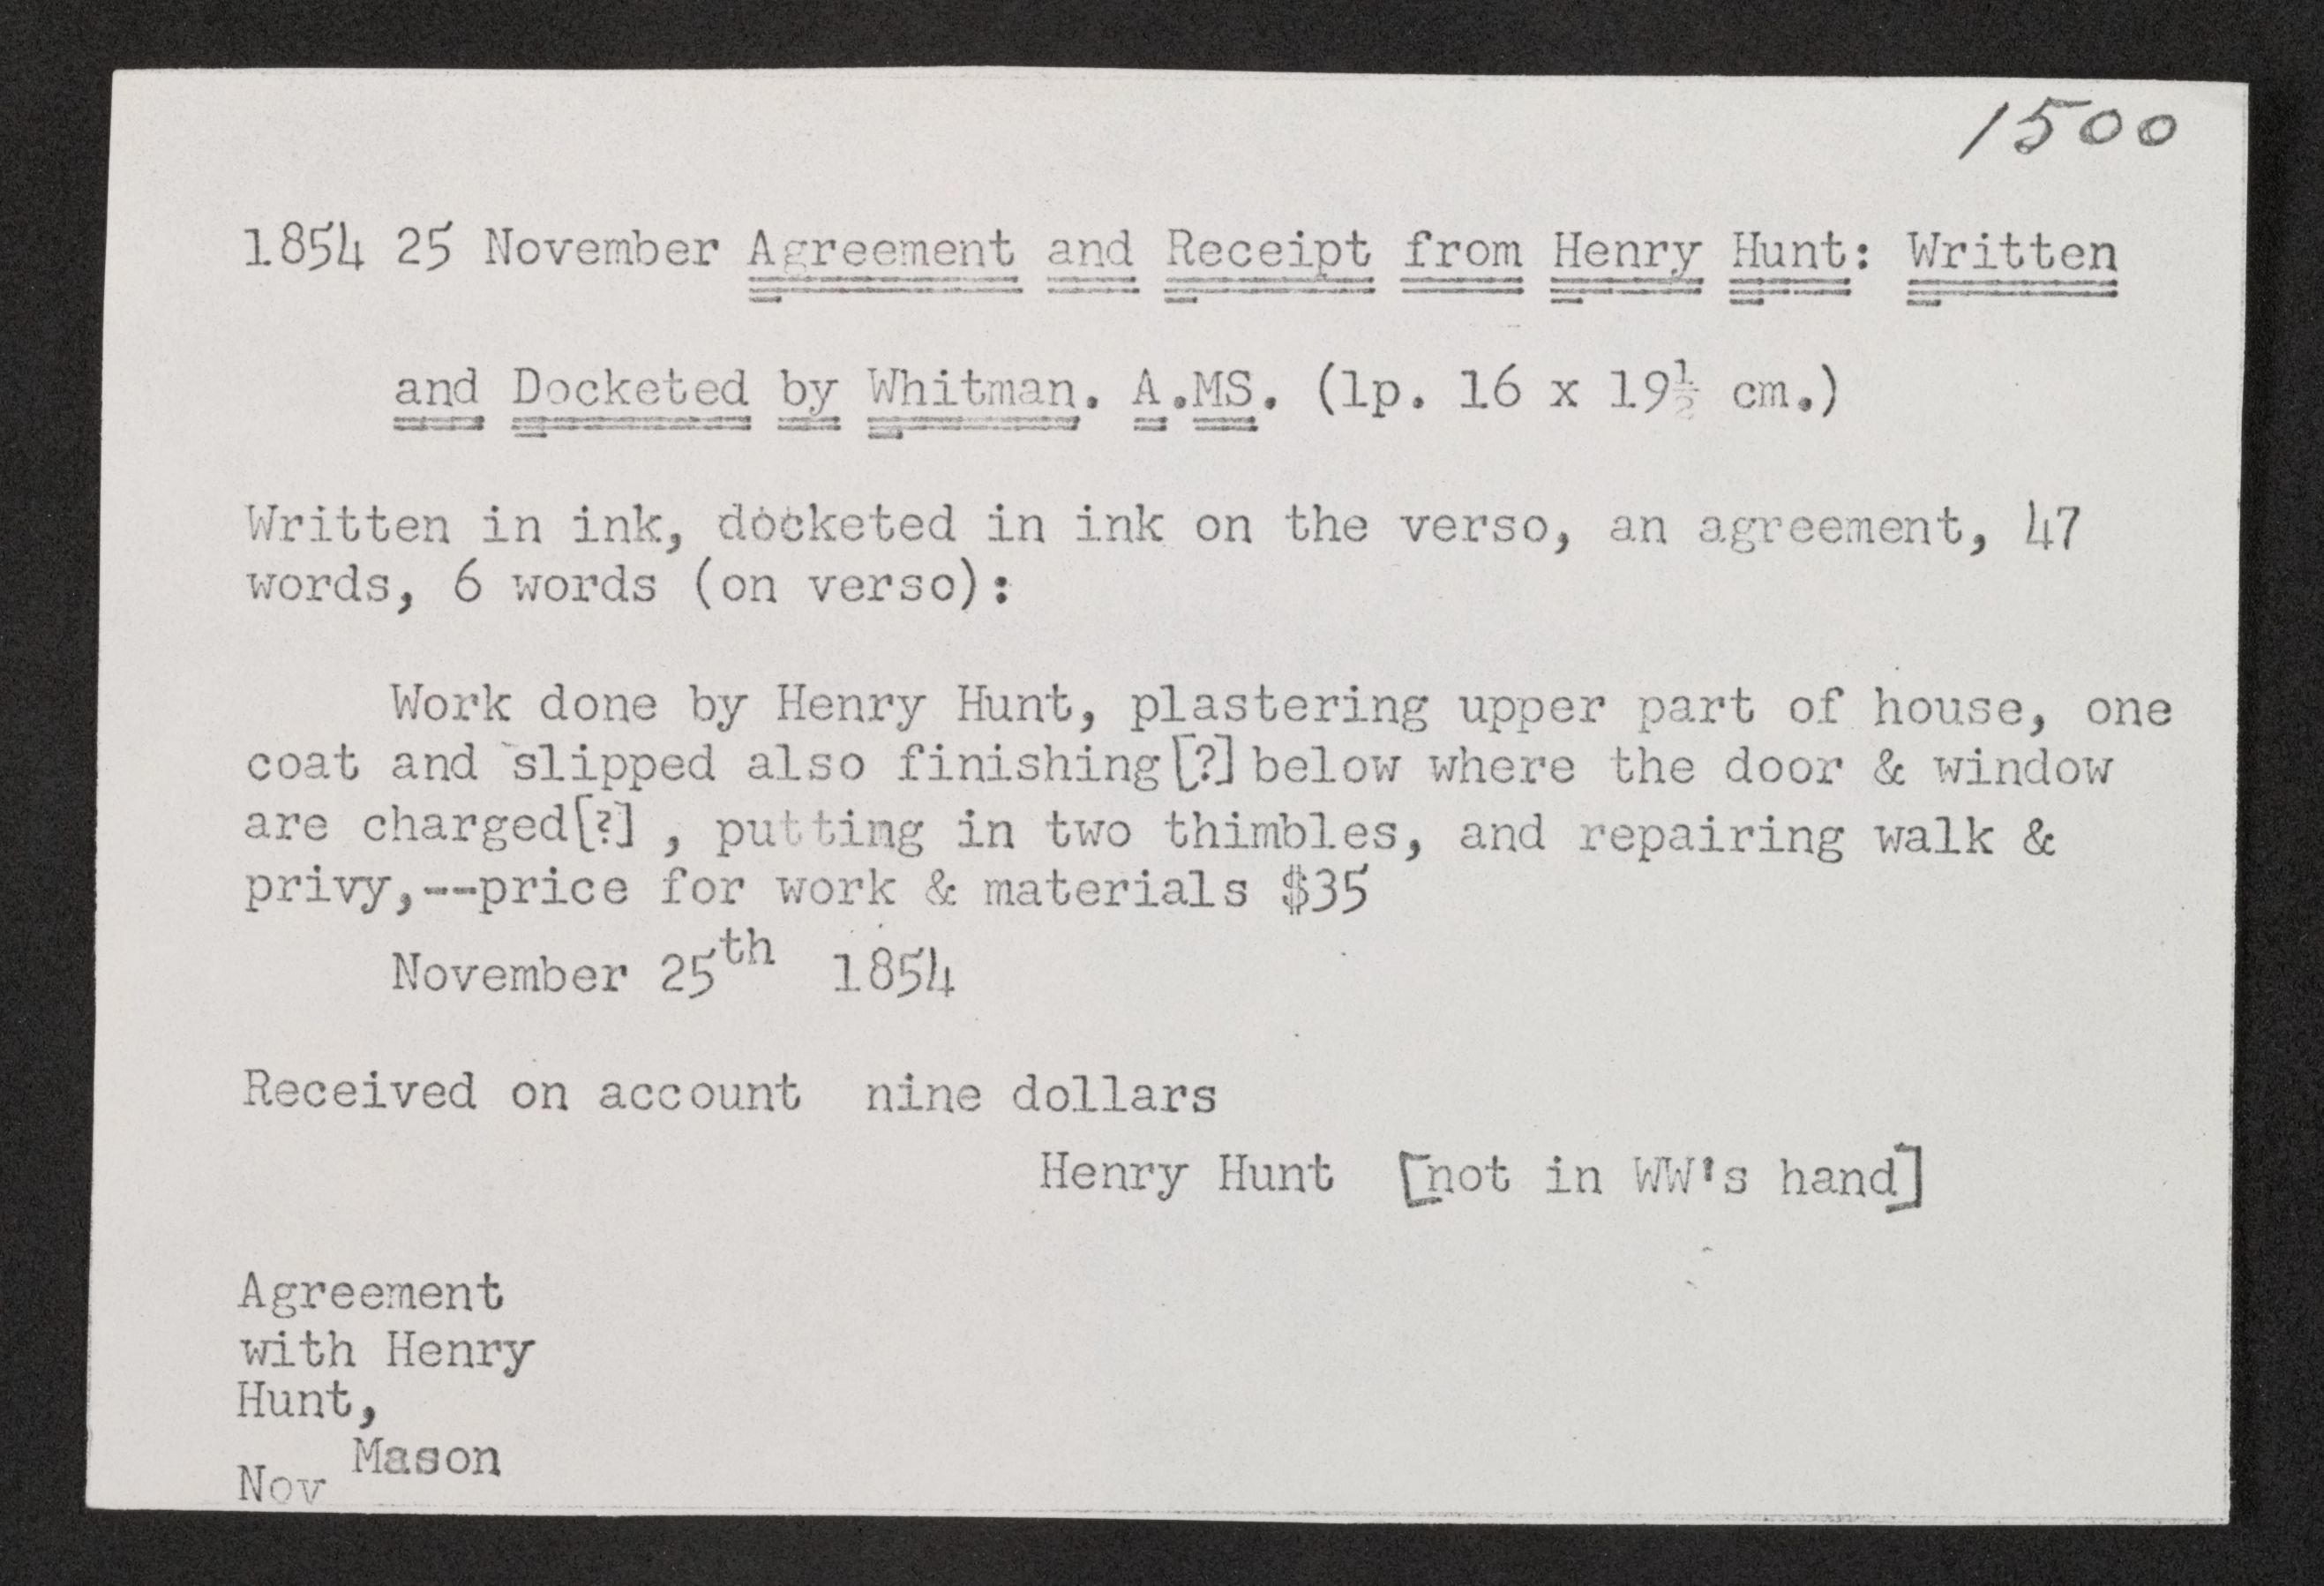 1500
1854 25 November Agreement and Receipt from Henry Hunt: Written
and Docketed by Whitman. A.MS. (lp. 16 x 19½ cm.)
Written in ink, docketed in ink on the verso, an agreement, 47
words, 6 words (on verso):
Work done by Henry Hunt, plastering upper part of house, one
coat and slipped also finishing[?] below where the door & window
are charged[?] , putting in two thimbles, and repairing walk &
privy,--price for work & materials $35
November 25th 1854
Received on account nine dollars
Henry Hunt [not in WW's hand]
Agreement
with Henry
Hunt,
Mason
Nov